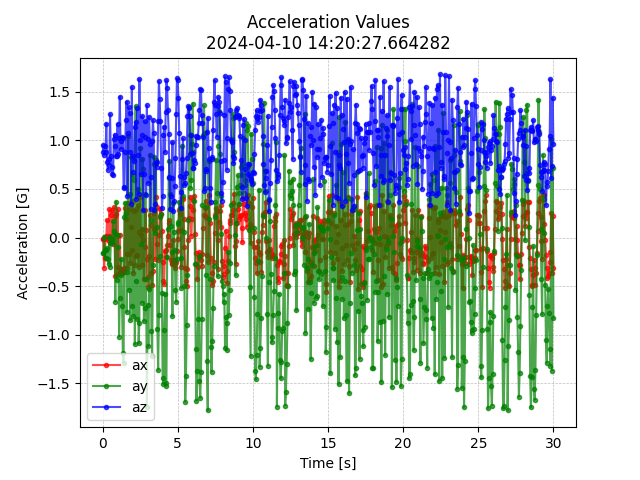 Acceleration Values
2024-04-10 14:20:27.664282
Acceleration [G]
1.5
1.0
0.5
0.0
−0.5
−1.0
−1.5
ax
ay
az
0 5 10 15 20 25 30
Time [s]